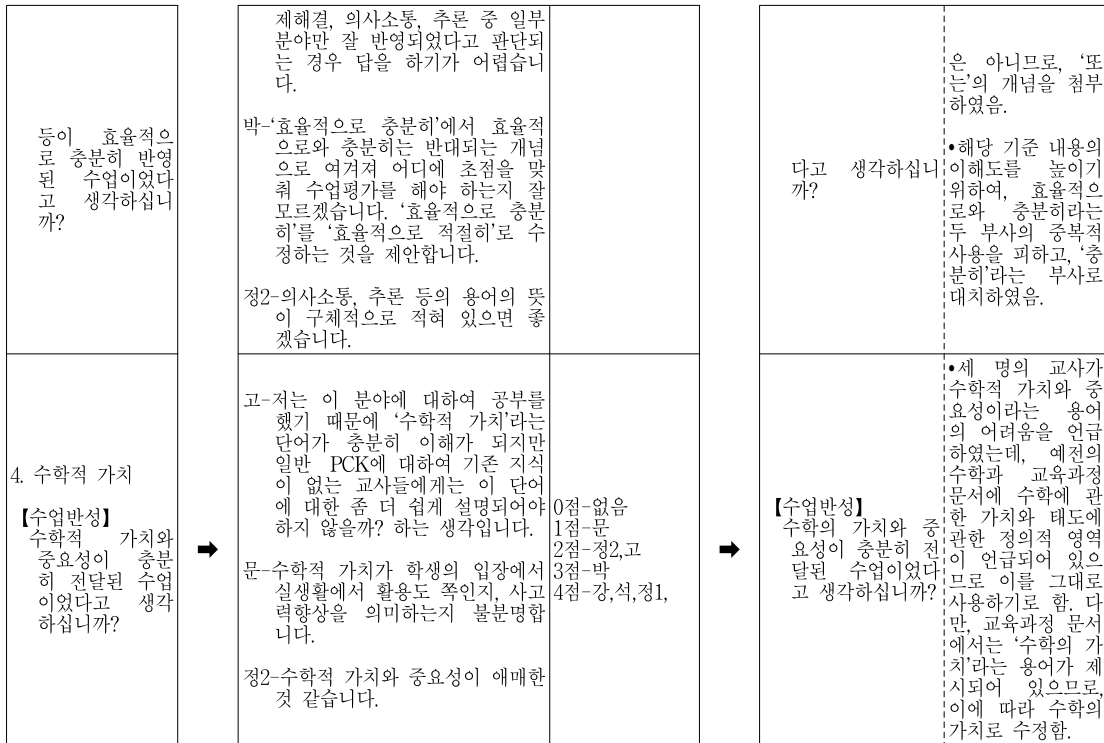 등이 효율적으
로 충분히 반영
된 수업이었다
고 생각하십니
까?
제해결, 의사소통, 추론 중 일부
분야만 잘 반영되었다고 판단되
는 경우 답을 하기가 어렵습니
다.
박-‘효율적으로 충분히’에서 효율적
으로와 충분히는 반대되는 개념
으로 여겨져 어디에 초점을 맞
춰 수업평가를 해야 하는지 잘
모르겠습니다. ‘효율적으로 충분
히’를 ‘효율적으로 적절히’로 수
정하는 것을 제안합니다.
정2-의사소통, 추론 등의 용어의 뜻
이 구체적으로 적혀 있으면 좋
겠습니다.
다고 생각하십니
까?
은 아니므로, ‘또
는’의 개념을 첨부
하였음.
•해당 기준 내용의
이해도를 높이기
위하여, 효율적으
로와 충분히라는
두 부사의 중복적
사용을 피하고, ‘충
분히’라는 부사로
대치하였음.
4. 수학적 가치
【수업반성】
수학적 가치와
중요성이 충분
히 전달된 수업
이었다고 생각
하십니까?
➡
고-저는 이 분야에 대하여 공부를
했기 때문에 ‘수학적 가치’라는
단어가 충분히 이해가 되지만
일반 PCK에 대하여 기존 지식
이 없는 교사들에게는 이 단어
에 대한 좀 더 쉽게 설명되어야
하지 않을까? 하는 생각입니다.
문-수학적 가치가 학생의 입장에서
실생활에서 활용도 쪽인지, 사고
력향상을 의미하는지 불분명합
니다.
정2-수학적 가치와 중요성이 애매한
것 같습니다.
0점-없음
1점-문
2점-정2,고
3점-박
4점-강,석,정1,
➡
【수업반성】
수학의 가치와 중
요성이 충분히 전
달된 수업이었다
고 생각하십니까?
•세 명의 교사가
수학적 가치와 중
요성이라는 용어
의 어려움을 언급
하였는데, 예전의
수학과 교육과정
문서에 수학에 관
한 가치와 태도에
관한 정의적 영역
이 언급되어 있으
므로 이를 그대로
사용하기로 함. 다
만, 교육과정 문서
에서는 ‘수학의 가
치’라는 용어가 제
시되어 있으므로,
이에 따라 수학의
가치로 수정함.